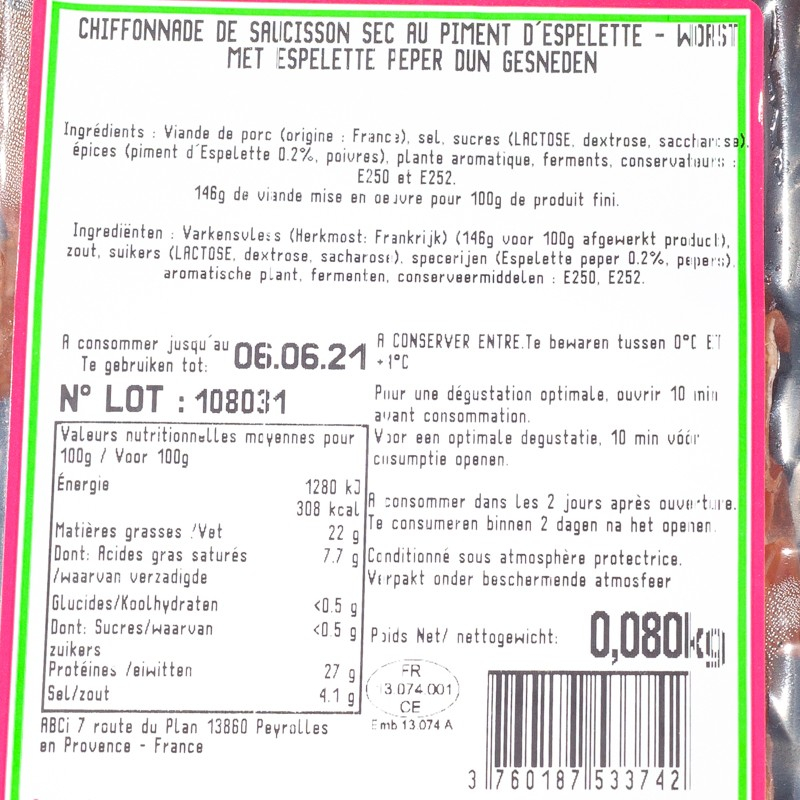 CHIFFONNADE DE SAUCISSON SEC AU PIMENT D'ESPELETTE - WORST
MET ESPELETTE PEPER DUN GESNEDEN
Ingrédients : Viande de porc (origine : France), sel, sucres (LACTOSE, dextrose, saccharose),
épices (piment d'Espelette 0.2%, poivres), plante aromatique, ferments, conservateurs :
E250 et E252.
146g de viande mise en oeuvre pour 100g de produit fini.
Ingrediënten : Varkensvless (Herkmost: Frankrijk) (146g voor 100g afgewerkt product),
zout, suikers (LACTOSE, dextrose, sacharose), specerijen (Espelette peper 0.2%, pepers),
aromatische plant, fermenten, conserveermiddelen : E250, E252.
A consommer jusqu'au
Te gebruiken tot: 06.06.21
N° LOT : 108031
A CONSERVER ENTRE.Te bewaren tussen 0°C ET
+1°C
Pour une dégustation optimale, ouvrir 10 min
avant consommation.
Voor een optimale degustatie, 10 min vóór
cusumptie openen.
A consommer dans les 2 jours après ouverture.
Te consumeren binnen 2 dagen na het openen.
Conditionné sous atmosphère protectrice.
Verpakt onder beschermende atmosfeer
Valeurs nutritionnelles moyennes pour
100g / Voor 100g
Énergie 1280 kJ
308 kcal
Matières grasses /Vet 22 g
Dont: Acides gras saturés 7.7 g
/waarvan verzadigde
Glucides/Koolhydraten <0.5 g
Dont: Sucres/waarvan <0.5 g
zuikers
Protéines /eiwitten 27 g
Sel/zout 4.1 g
Poids Net/ nettogewicht: 0,080kg
FR
13.074.001
CE
Emb 13.074 A
ABCi 7 route du Plan 13860 Peyrolles
en Provence - France
3 760187 533742